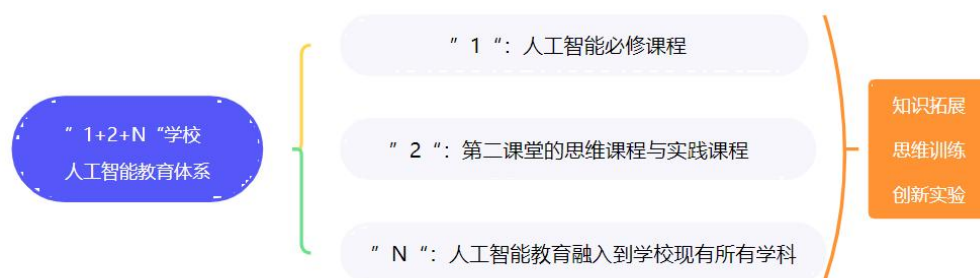 ”1+2+N“学校
人工智能教育体系
”1“：人工智能必修课程
”2“：第二课堂的思维课程与实践课程
”N“：人工智能教育融入到学校现有所有学科
知识拓展
思维训练
创新实验